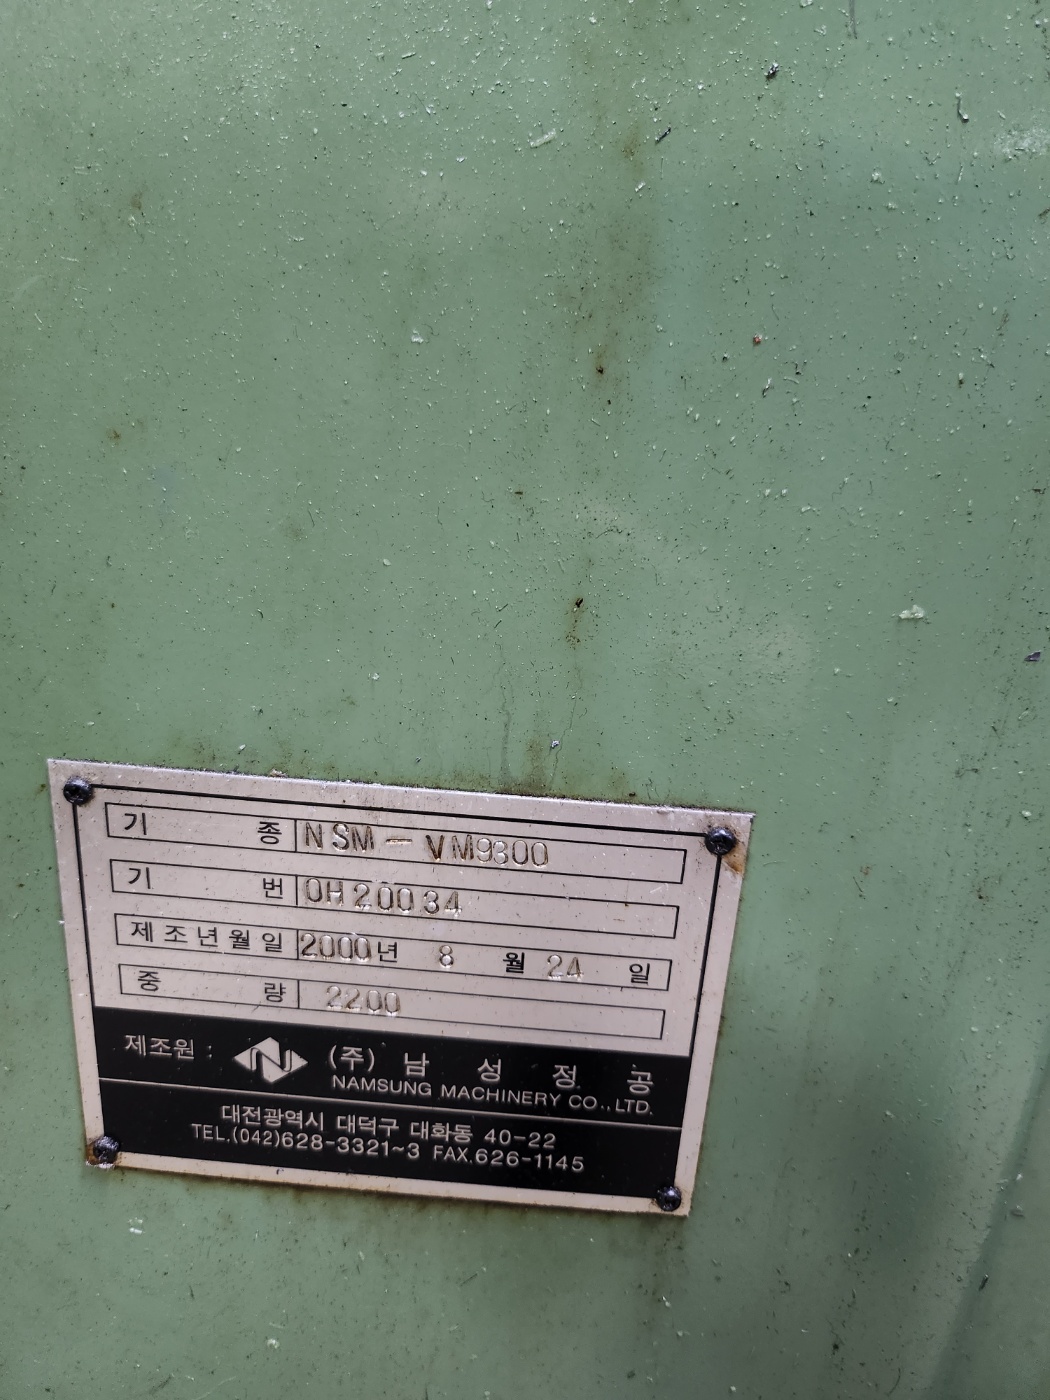 기 종 NSM-VM9300
기 번 0H20034
제조년월일 2000년 8 월 24 일
중 량 2200
제조원 : N (주) 남 성 정 공
NAMSUNG MACHINERY CO.,LTD.
대전광역시 대덕구 대화동 40-22
TEL.(042)628-3321~3 FAX.626-1145